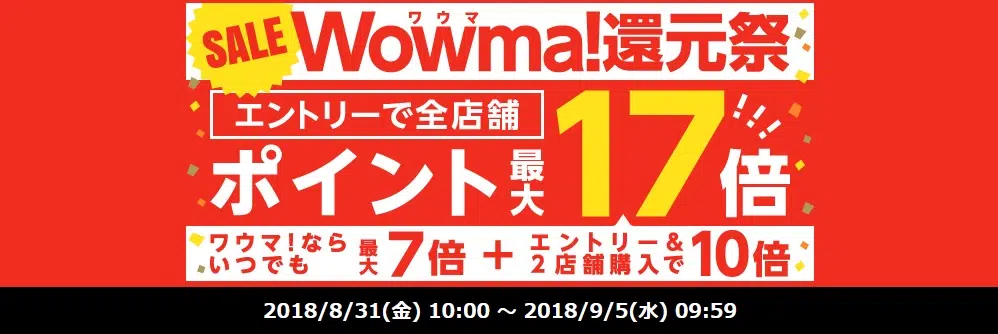 SALE
ワウマ
Wowma!還元祭
エントリーで全店舗
ポイント最大17倍
ワウマ!なら
いつでも
最大7倍
+
エントリー&
2店舗購入で
10倍
2018/8/31(金) 10:00 ～ 2018/9/5(水) 09:59